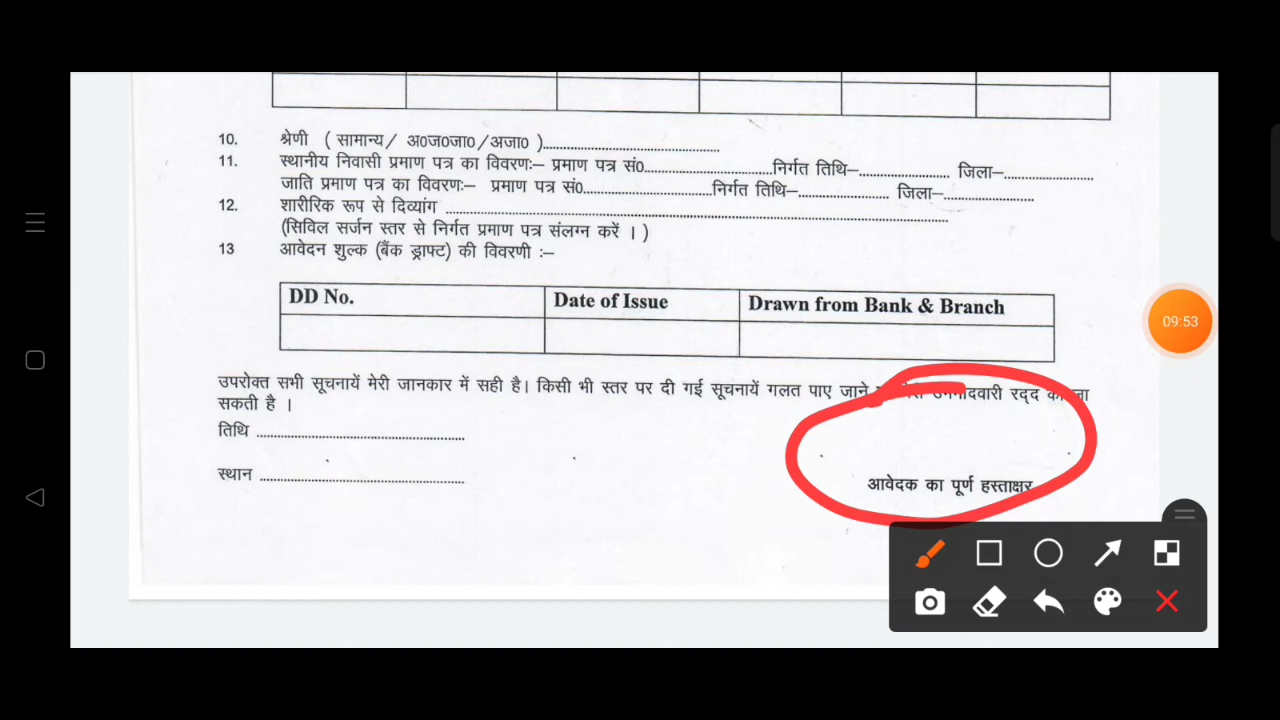 10. श्रेणी ( सामान्य/ अ0ज0जा0/अजा0 )........................................
11. स्थानीय निवासी प्रमाण पत्र का विवरणः– प्रमाण पत्र सं0.............................निर्गत तिथि–.................... जिला–....................
जाति प्रमाण पत्र का विवरणः– प्रमाण पत्र सं0.............................निर्गत तिथि–.................... जिला–....................
12. शारीरिक रूप से दिव्यांग ........................................................................
(सिविल सर्जन स्तर से निर्गत प्रमाण पत्र संलग्न करें । )
13 आवेदन शुल्क (बैंक ड्राफ्ट) की विवरणी :–
DD No. Date of Issue Drawn from Bank & Branch
उपरोक्त सभी सूचनायें मेरी जानकार में सही है। किसी भी स्तर पर दी गई सूचनायें गलत पाए जाने रद्द
सकती है ।
तिथि ..............................................
स्थान ..............................................
आवेदक का पूर्ण हस्ताक्षर
09:53